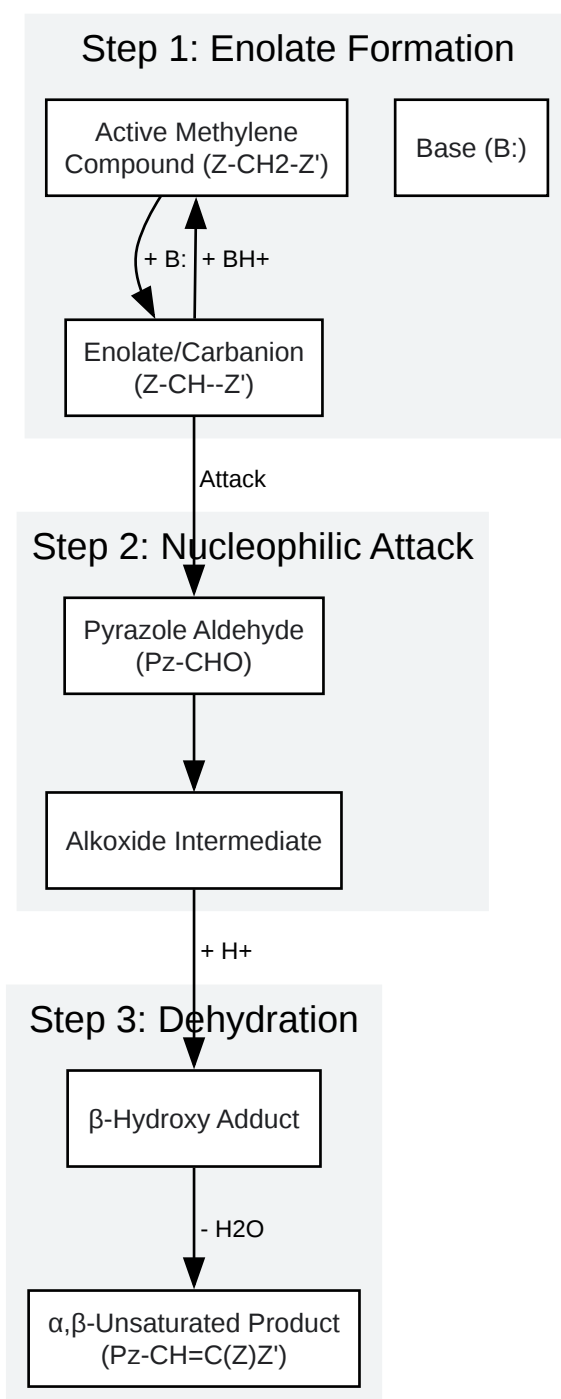 Step 1: Enolate Formation
Active Methylene
Compound (Z-CH2-Z')
Base (B:)
+ B:
+ BH+
Enolate/Carbanion
(Z-CH--Z')
Attack
Step 2: Nucleophilic Attack
Pyrazole Aldehyde
(Pz-CHO)
Alkoxide Intermediate
+ H+
Step 3: Dehydration
β-Hydroxy Adduct
- H2O
α,β-Unsaturated Product
(Pz-CH=C(Z)Z')